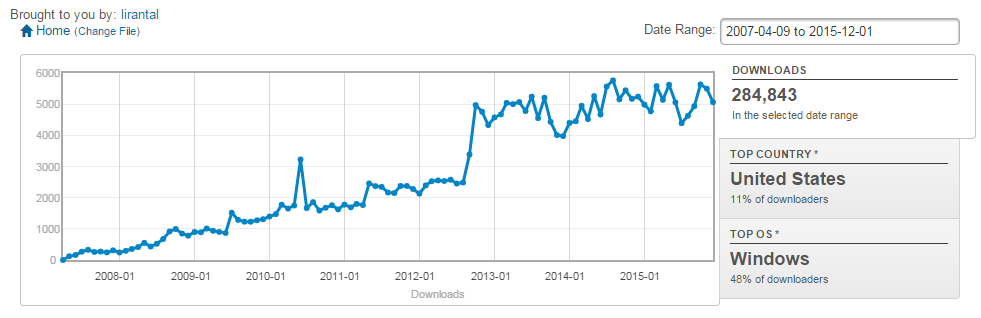 Brought to you by: lirantal
Home (Change File)
Date Range: 2007-04-09 to 2015-12-01
6000
5000
4000
3000
2000
1000
0
2008-01 2009-01 2010-01 2011-01 2012-01 2013-01 2014-01 2015-01
Downloads
DOWNLOADS
284,843
In the selected date range
TOP COUNTRY *
United States
11% of downloaders
TOP OS *
Windows
48% of downloaders